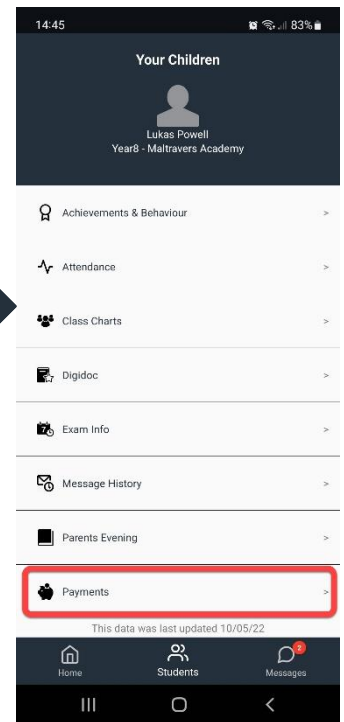 14:45 83%
Your Children
Lukas Powell
Year8 - Maltravers Academy
Achievements & Behaviour >
Attendance >
Class Charts >
Digidoc >
7 Exam Info >
Message History >
Parents Evening >
Payments >
This data was last updated 10/05/22
2
Home Students Messages